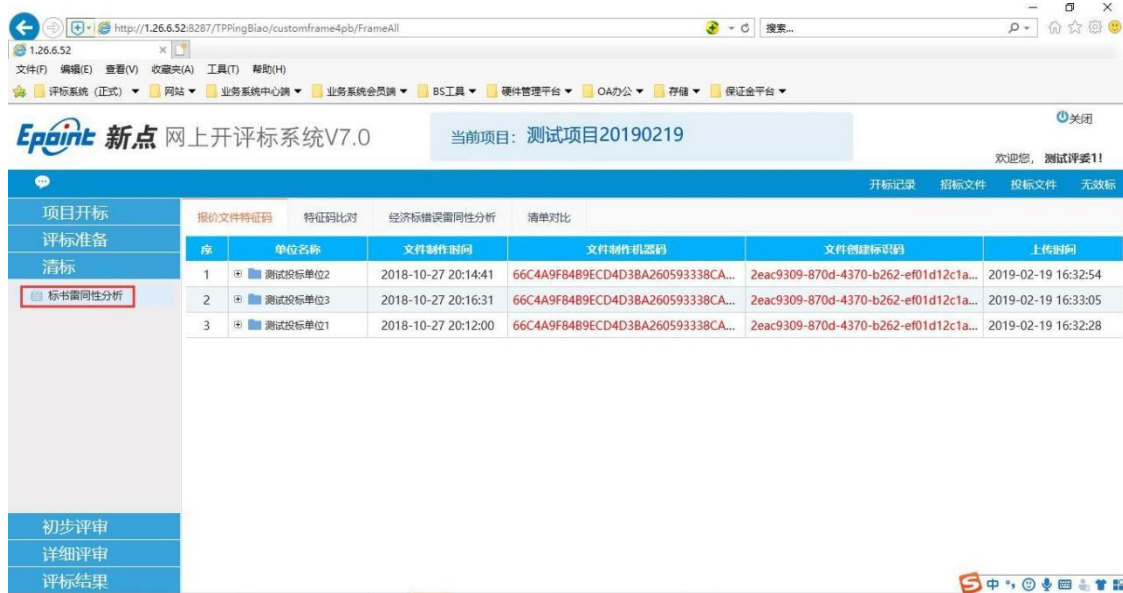 http://1.26.6.52:8287/TPPingBiao/customframe4pb/FrameAll 搜索...
1.26.6.52
文件(F) 编辑(E) 查看(V) 收藏夹(A) 工具(T) 帮助(H)
评标系统 (正式) 网站 业务系统中心端 业务系统会员端 BS工具 硬件管理平台 OA办公 存储 保证金平台
关闭
Epoint 新点 网上开评标系统V7.0 当前项目：测试项目20190219
欢迎您, 测试评委1!
开标记录 招标文件 投标文件 无效标
项目开标
评标准备
清标
标书雷同性分析
初步评审
详细评审
评标结果
报价文件特征码 特征码比对 经济标错误雷同性分析 清单对比
序 单位名称 文件制作时间 文件制作机器码 文件创建标识码 上传时间
1 测试投标单位2 2018-10-27 20:14:41 66C4A9F84B9ECD4D3BA260593338CA... 2eac9309-870d-4370-b262-ef01d12c1a... 2019-02-19 16:32:54
2 测试投标单位3 2018-10-27 20:16:31 66C4A9F84B9ECD4D3BA260593338CA... 2eac9309-870d-4370-b262-ef01d12c1a... 2019-02-19 16:33:05
3 测试投标单位1 2018-10-27 20:12:00 66C4A9F84B9ECD4D3BA260593338CA... 2eac9309-870d-4370-b262-ef01d12c1a... 2019-02-19 16:32:28
中